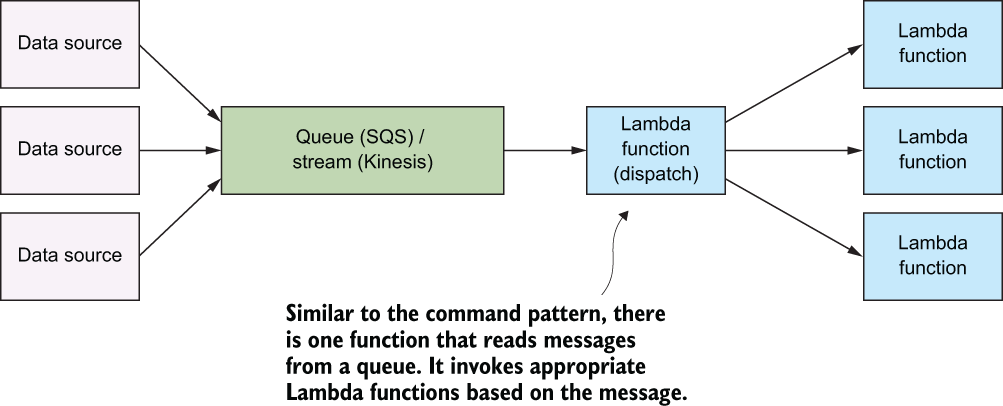 Data source
Data source
Data source
Queue (SQS) /
stream (Kinesis)
Lambda
function
(dispatch)
Lambda
function
Lambda
function
Lambda
function
Similar to the command pattern, there
is one function that reads messages
from a queue. It invokes appropriate
Lambda functions based on the message.